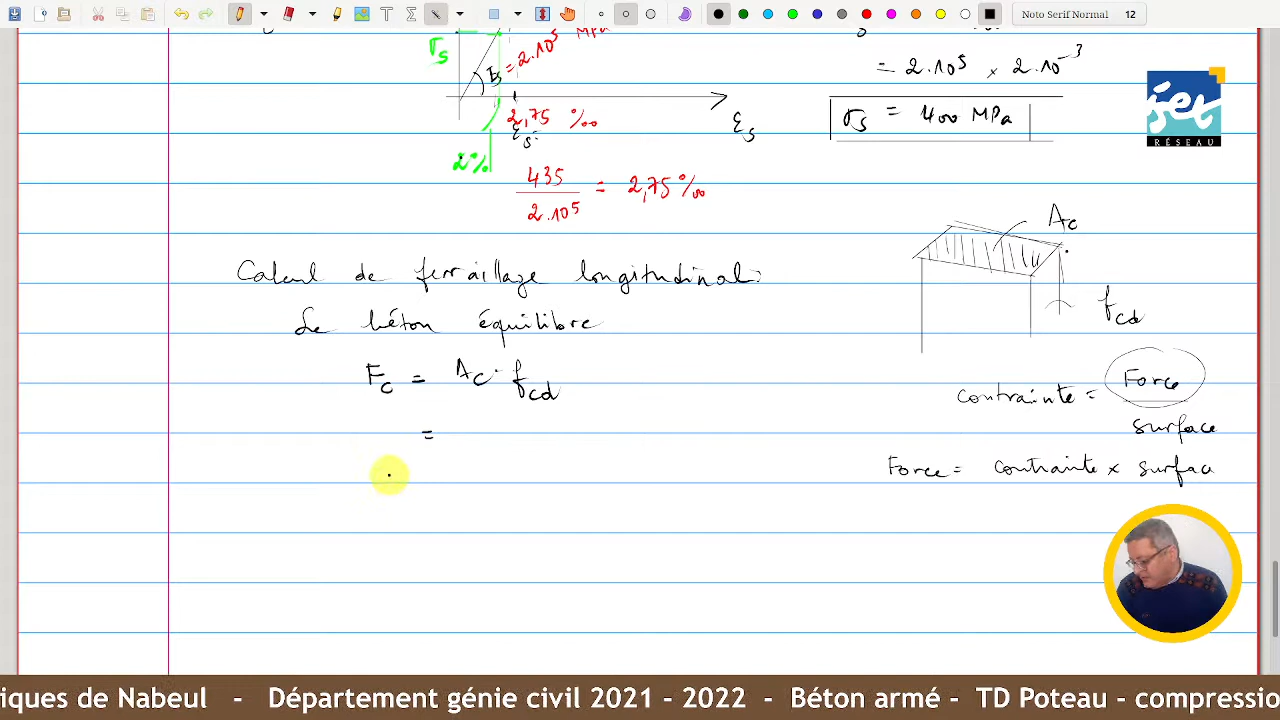 Noto Serif Normal 12
σs
Es = 2.10⁵ MPa
= 2.10⁵ × 2.10⁻³
2,75 ‰
εs
εs
σs = 400 MPa
iset
RÉSEAU
2‰
435 / 2.10⁵ = 2,75‰
Ac
Calcul de ferraillage longitudinal:
fcd
Le béton équilibre
Fc = Ac . fcd
contrainte = Force / surface
=
Force = contrainte × surface
iques de Nabeul - Département génie civil 2021 - 2022 - Béton armé - TD Poteau - compressio